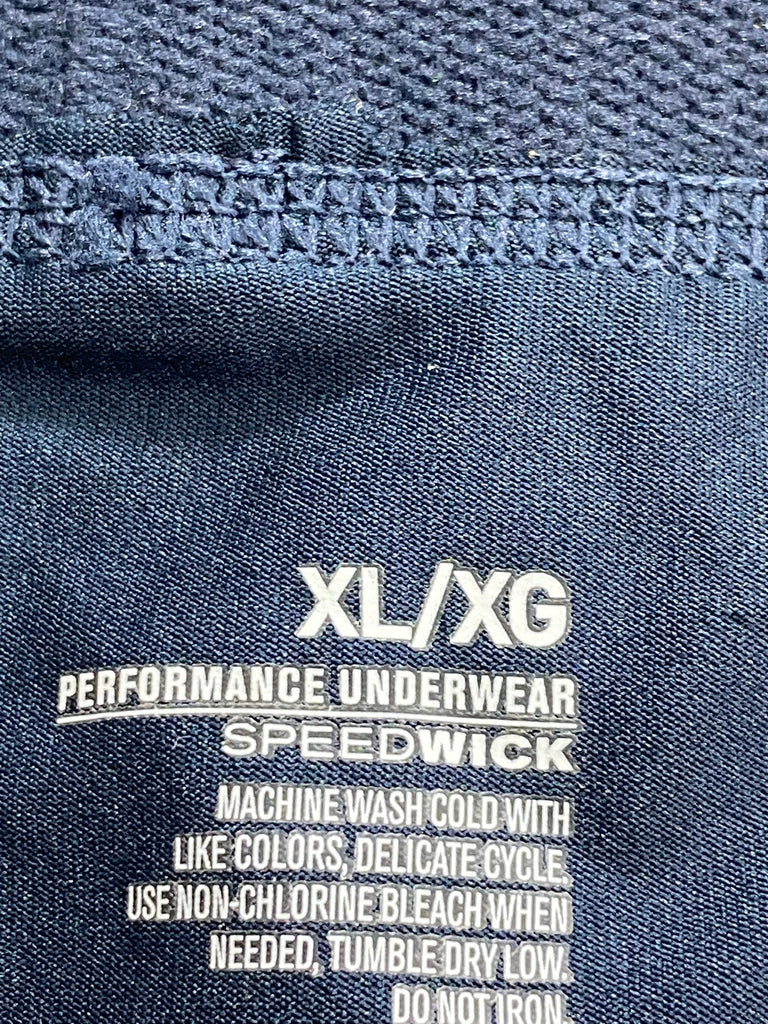 XL/XG
PERFORMANCE UNDERWEAR
SPEEDWICK
MACHINE WASH COLD WITH
LIKE COLORS, DELICATE CYCLE.
USE NON-CHLORINE BLEACH WHEN
NEEDED, TUMBLE DRY LOW.
DO NOT IRON.